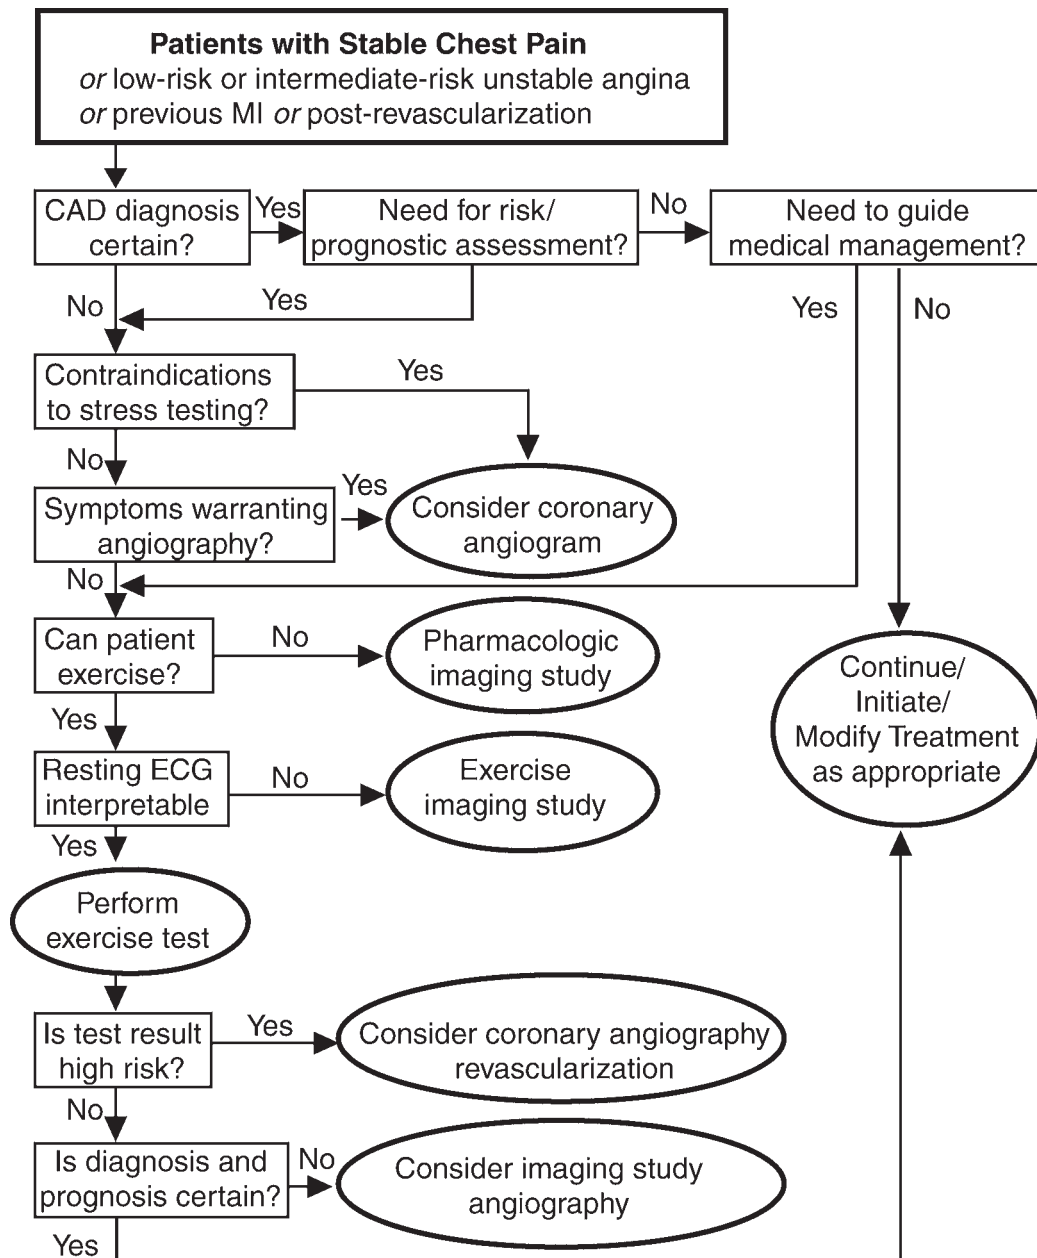 Patients with Stable Chest Pain
or low-risk or intermediate-risk unstable angina
or previous MI or post-revascularization
CAD diagnosis
certain?
Yes
Need for risk/
prognostic assessment?
No
Need to guide
medical management?
No
Yes
Yes
No
Contraindications
to stress testing?
Yes
No
Symptoms warranting
angiography?
Yes
Consider coronary
angiogram
No
Can patient
exercise?
No
Pharmacologic
imaging study
Continue/
Initiate/
Modify Treatment
as appropriate
Yes
Resting ECG
interpretable
No
Exercise
imaging study
Yes
Perform
exercise test
Is test result
high risk?
Yes
Consider coronary angiography
revascularization
No
Is diagnosis and
prognosis certain?
No
Consider imaging study
angiography
Yes